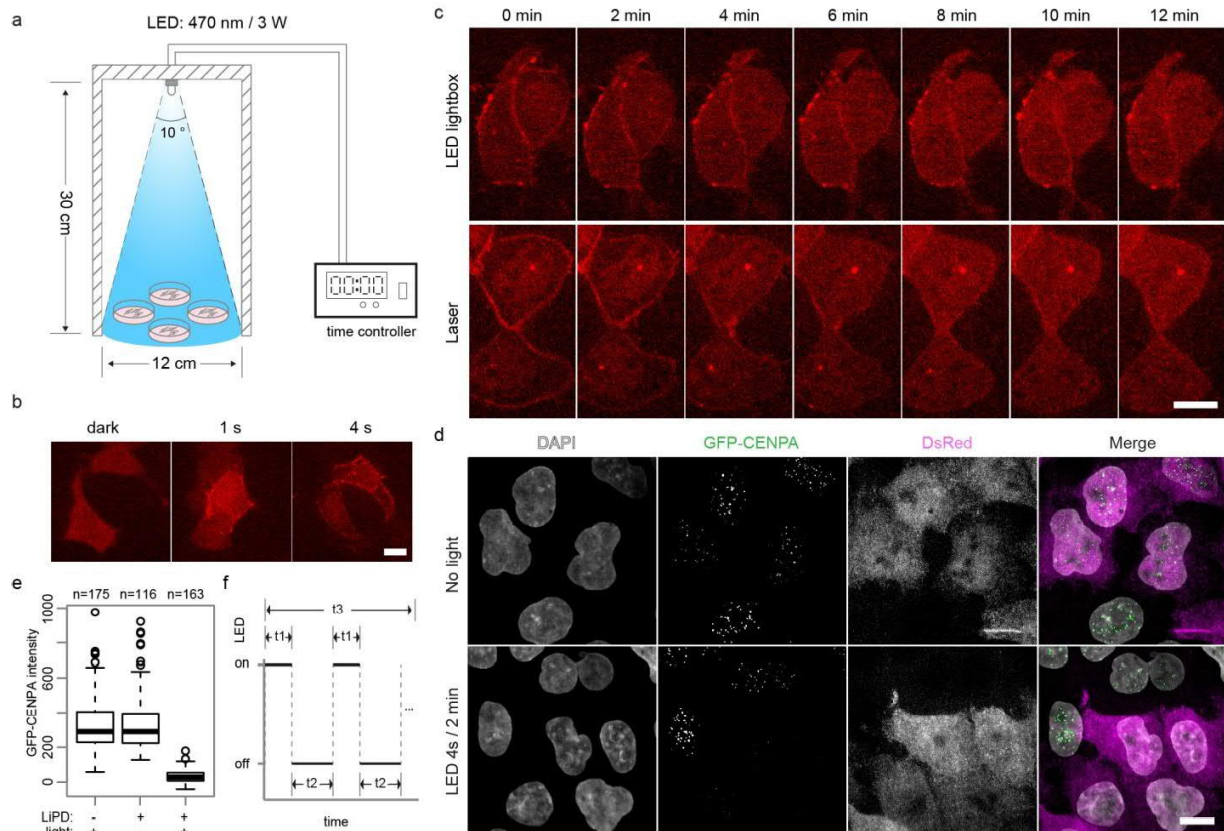 a
LED: 470 nm / 3 W
10 °
30 cm
12 cm
00:00
time controller
b
dark 1 s 4 s
c
0 min 2 min 4 min 6 min 8 min 10 min 12 min
LED lightbox
Laser
d
DAPI GFP-CENPA DsRed Merge
No light
LED 4s / 2 min
e
n=175 n=116 n=163
GFP-CENPA intensity
1000
600
200
0
LiPD: - + +
light:
f
LED
t3
t1 t1
on
...
off
t2 t2
time